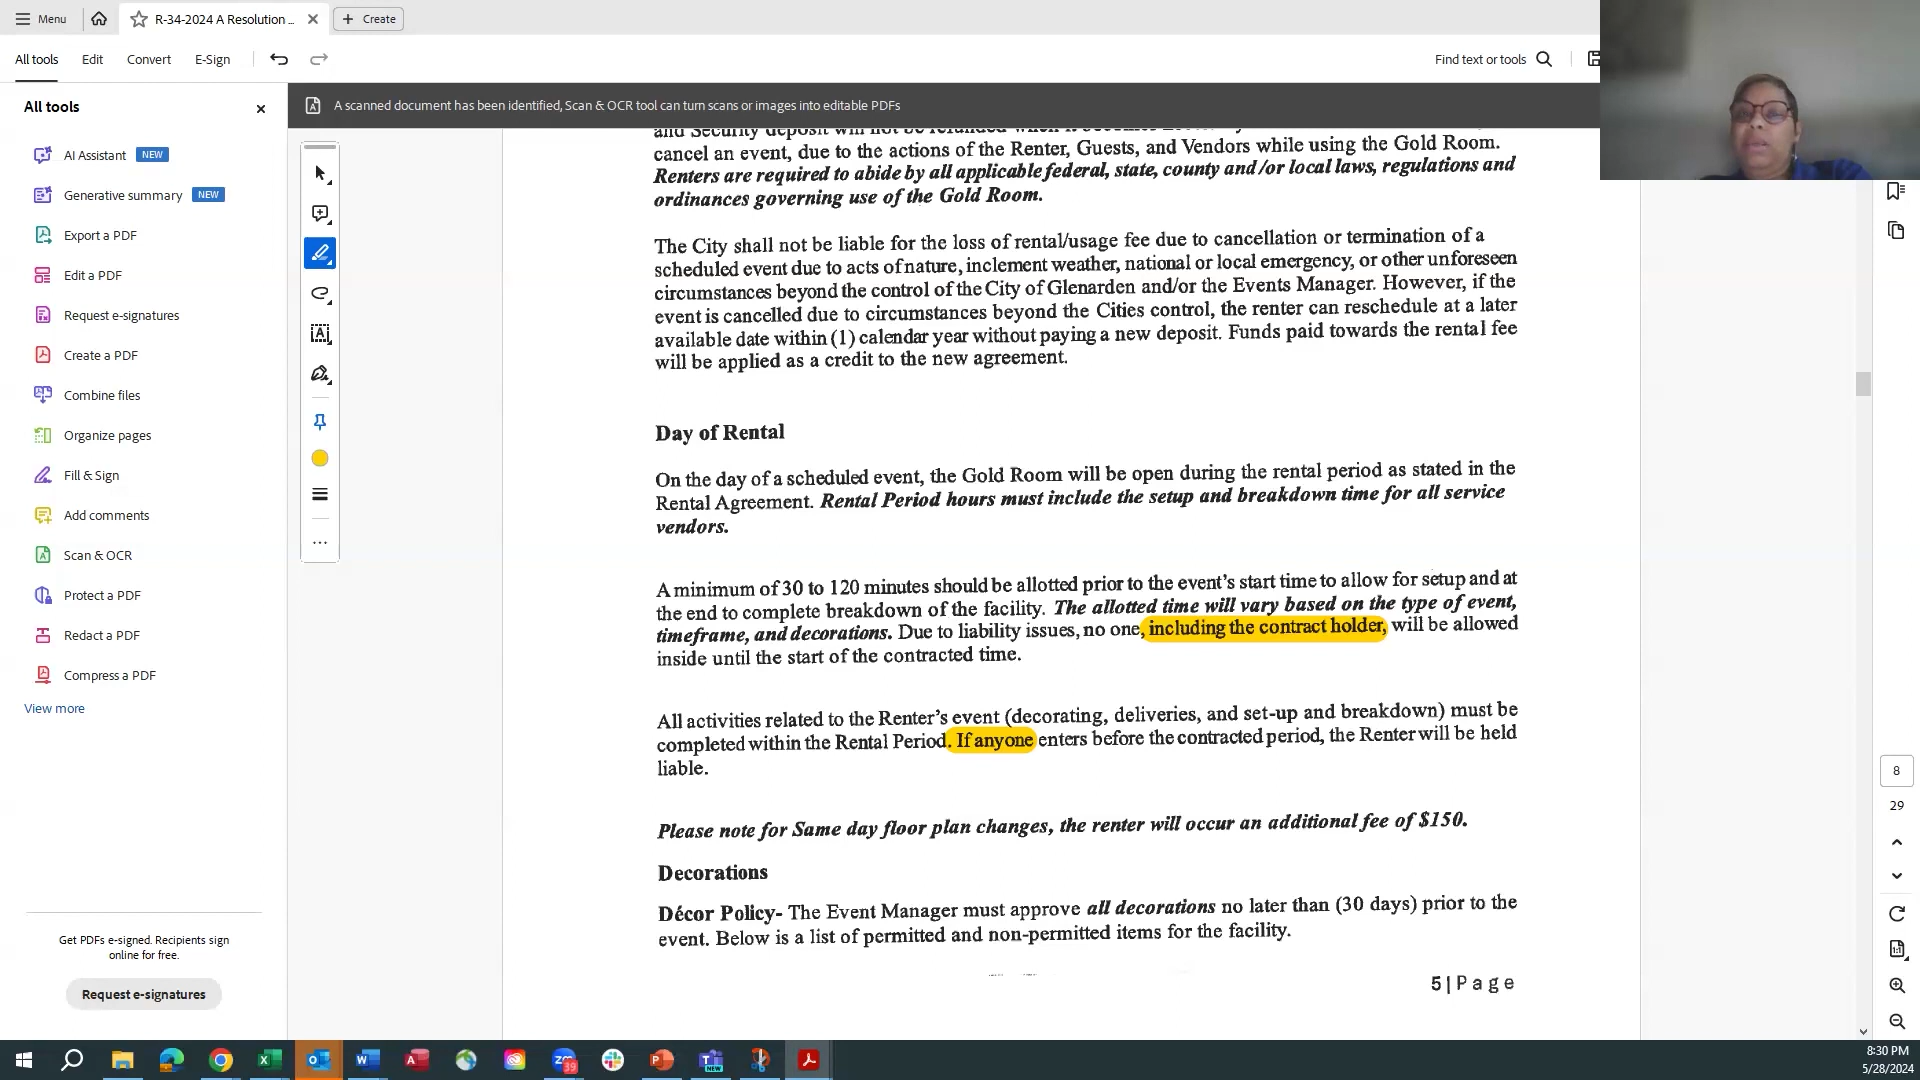 Menu
R-34-2024 A Resolution ...
Create
All tools
Edit
Convert
E-Sign
Find text or tools
All tools
A scanned document has been identified, Scan & OCR tool can turn scans or images into editable PDFs
AI Assistant NEW
Generative summary NEW
Export a PDF
Edit a PDF
Request e-signatures
Create a PDF
Combine files
Organize pages
Fill & Sign
Add comments
Scan & OCR
Protect a PDF
Redact a PDF
Compress a PDF
View more
Get PDFs e-signed. Recipients sign
online for free.
Request e-signatures
and Security deposit will not be refunded when it becomes
cancel an event, due to the actions of the Renter, Guests, and Vendors while using the Gold Room.
Renters are required to abide by all applicable federal, state, county and/or local laws, regulations and
ordinances governing use of the Gold Room.
The City shall not be liable for the loss of rental/usage fee due to cancellation or termination of a
scheduled event due to acts of nature, inclement weather, national or local emergency, or other unforeseen
circumstances beyond the control of the City of Glenarden and/or the Events Manager. However, if the
event is cancelled due to circumstances beyond the Cities control, the renter can reschedule at a later
available date within (1) calendar year without paying a new deposit. Funds paid towards the rental fee
will be applied as a credit to the new agreement.
Day of Rental
On the day of a scheduled event, the Gold Room will be open during the rental period as stated in the
Rental Agreement. Rental Period hours must include the setup and breakdown time for all service
vendors.
A minimum of 30 to 120 minutes should be allotted prior to the event's start time to allow for setup and at
the end to complete breakdown of the facility. The allotted time will vary based on the type of event,
timeframe, and decorations. Due to liability issues, no one, including the contract holder, will be allowed
inside until the start of the contracted time.
All activities related to the Renter's event (decorating, deliveries, and set-up and breakdown) must be
completed within the Rental Period. If anyone enters before the contracted period, the Renter will be held
liable.
Please note for Same day floor plan changes, the renter will occur an additional fee of $150.
Decorations
Décor Policy- The Event Manager must approve all decorations no later than (30 days) prior to the
event. Below is a list of permitted and non-permitted items for the facility.
5 | Page
8
29
8:30 PM
5/28/2024